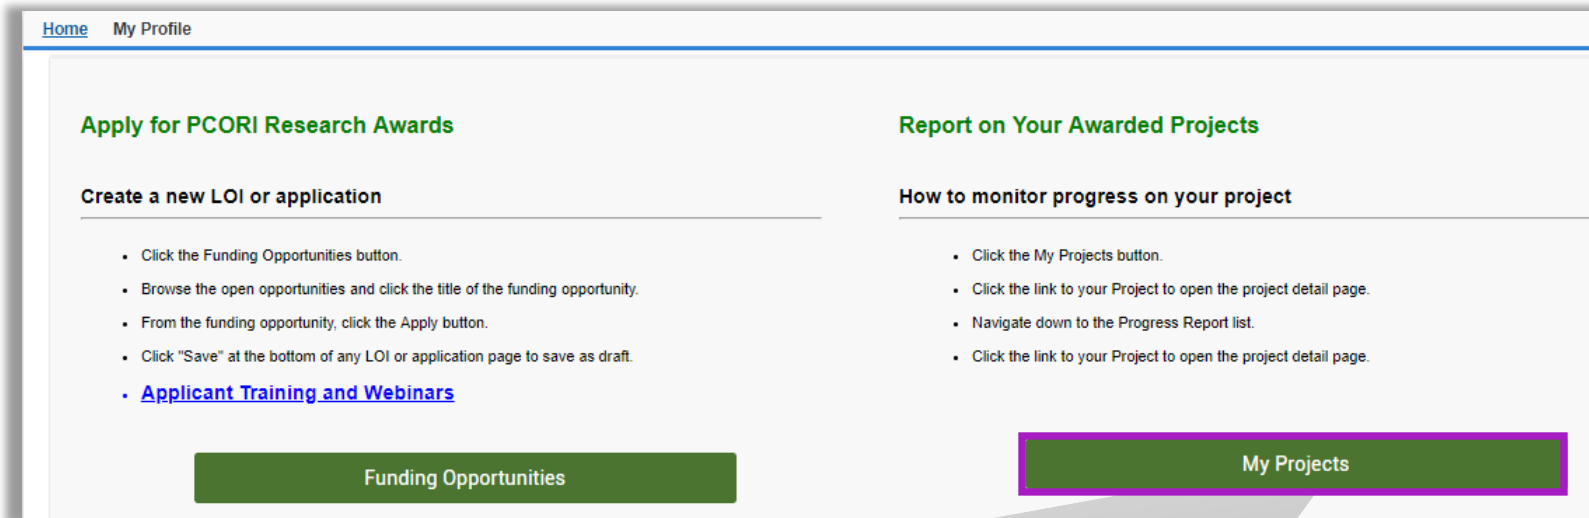 Home My Profile
Apply for PCORI Research Awards
Create a new LOI or application
• Click the Funding Opportunities button.
• Browse the open opportunities and click the title of the funding opportunity.
• From the funding opportunity, click the Apply button.
• Click "Save" at the bottom of any LOI or application page to save as draft.
• Applicant Training and Webinars
Funding Opportunities
Report on Your Awarded Projects
How to monitor progress on your project
• Click the My Projects button.
• Click the link to your Project to open the project detail page.
• Navigate down to the Progress Report list.
• Click the link to your Project to open the project detail page.
My Projects